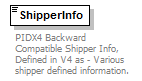 ShipperInfo
PIDX4 Backward
Compatible Shipper Info,
Defined in V4 as - Various
shipper defined information.